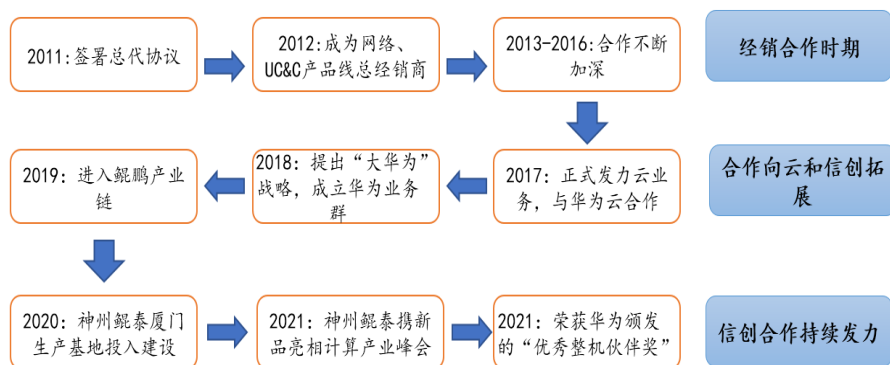 2011:签署总代协议
2012:成为网络、
UC&C产品线总经销商
2013-2016:合作不断
加深
经销合作时期
2019：进入鲲鹏产业
链
2018：提出“大华为”
战略，成立华为业务
群
2017：正式发力云业
务，与华为云合作
合作向云和信创拓
展
2020：神州鲲泰厦门
生产基地投入建设
2021：神州鲲泰携新
品亮相计算产业峰会
2021：荣获华为颁发
的“优秀整机伙伴奖”
信创合作持续发力